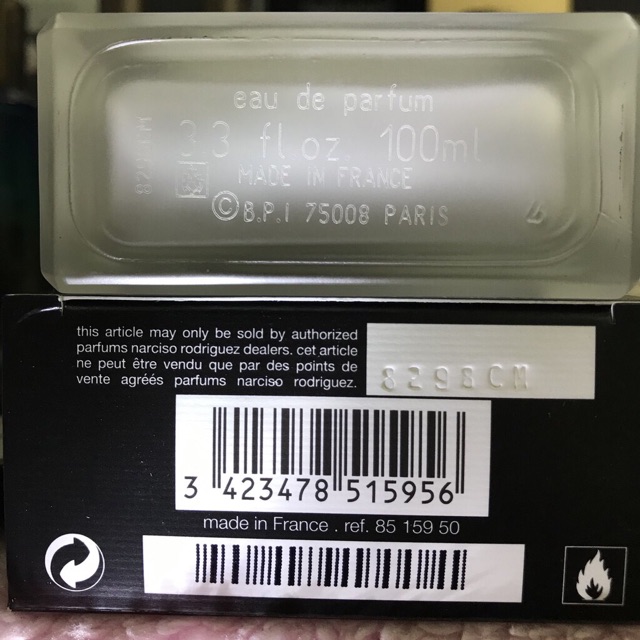 eau de parfum
3.3 fl oz. 100ml
MADE IN FRANCE
© B.P.I 75008 PARIS
this article may only be sold by authorized
parfums narciso rodriguez dealers. cet article
ne peut être vendu que par des points de
vente agréés parfums narciso rodriguez.
8298CM
3 423478 515956
made in France . ref. 85 159 50